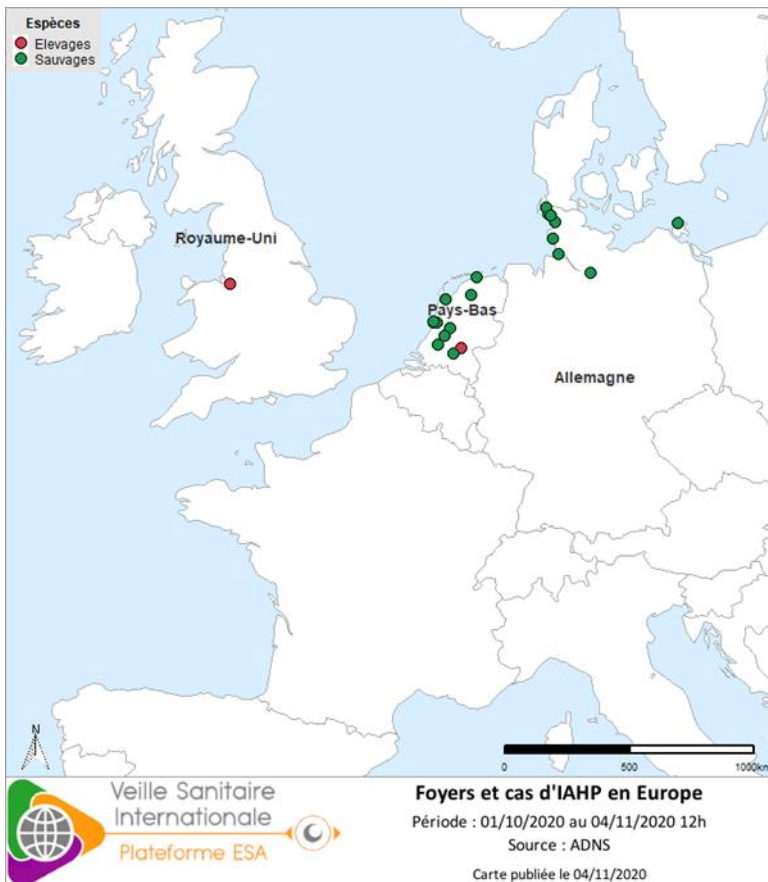 Espèces
Elevages
Sauvages
Royaume-Uni
Pays-Bas
Allemagne
N
0 500 1000km
Veille Sanitaire
Internationale
Plateforme ESA
Foyers et cas d'IAHP en Europe
Période : 01/10/2020 au 04/11/2020 12h
Source : ADNS
Carte publiée le 04/11/2020